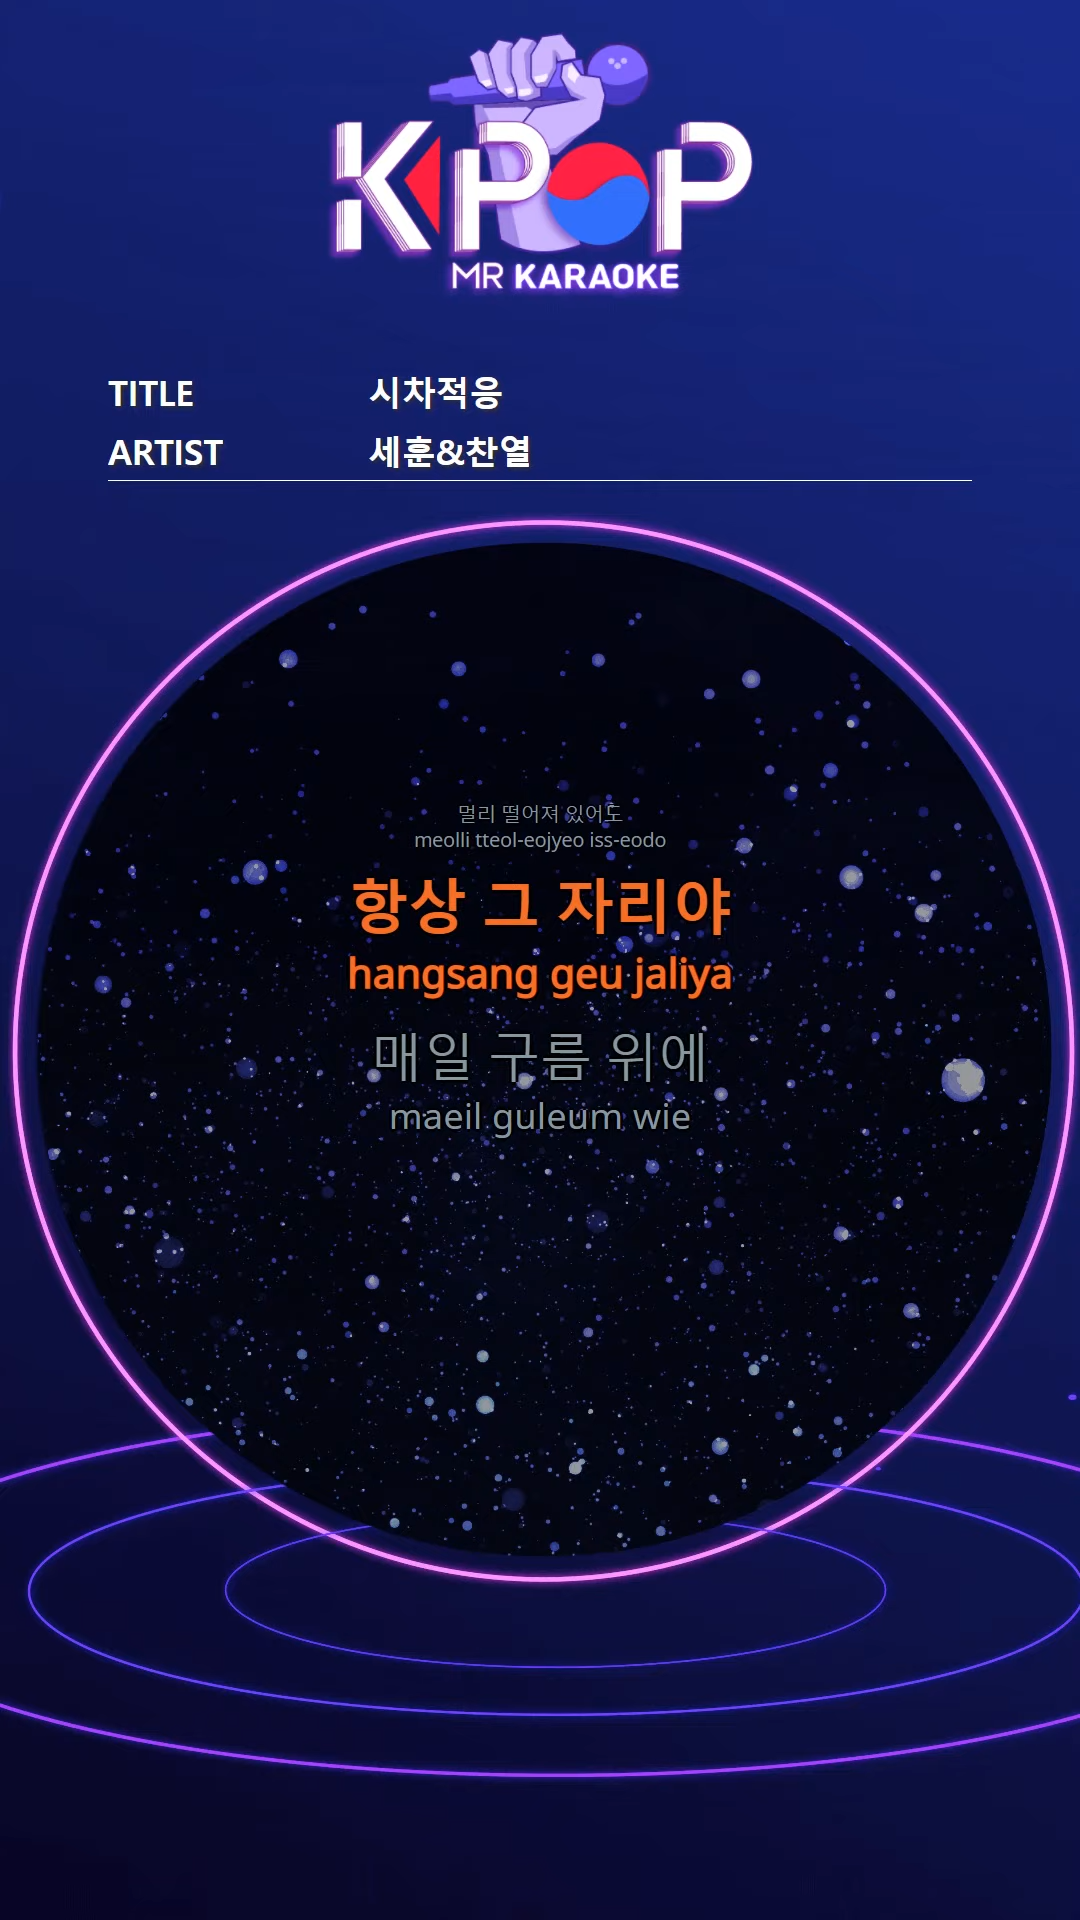 KPOP
MR KARAOKE
TITLE 시차적응
ARTIST 세훈&찬열
멀리 떨어져 있어도
meolli tteol-eojyeo iss-eodo
항상 그 자리야
hangsang geu jaliya
매일 구름 위에
maeil guleum wie